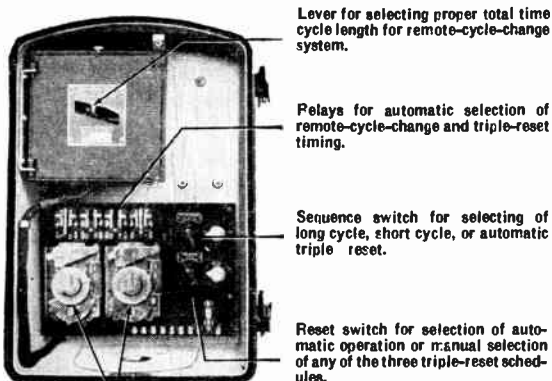 Lever for selecting proper total time
cycle length for remote-cycle-change
system.
Relays for automatic selection of
remote-cycle-change and triple-reset
timing.
Sequence switch for selecting of
long cycle, short cycle, or automatic
triple reset.
Reset switch for selection of auto-
matic operation or manual selection
of any of the three triple-reset sched-
ules.